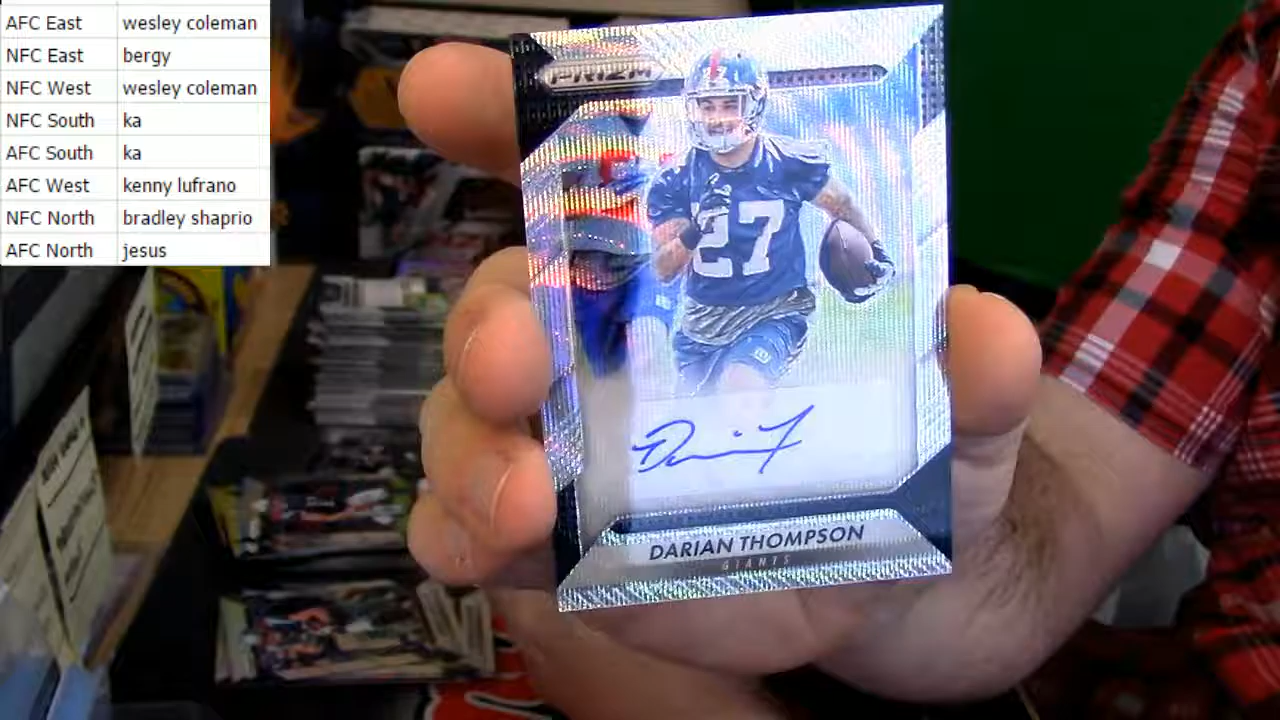 AFC East wesley coleman
NFC East bergy
NFC West wesley coleman
NFC South ka
AFC South ka
AFC West kenny lufrano
NFC North bradley shaprio
AFC North jesus
PRIZM
27
DARIAN THOMPSON
GIANTS